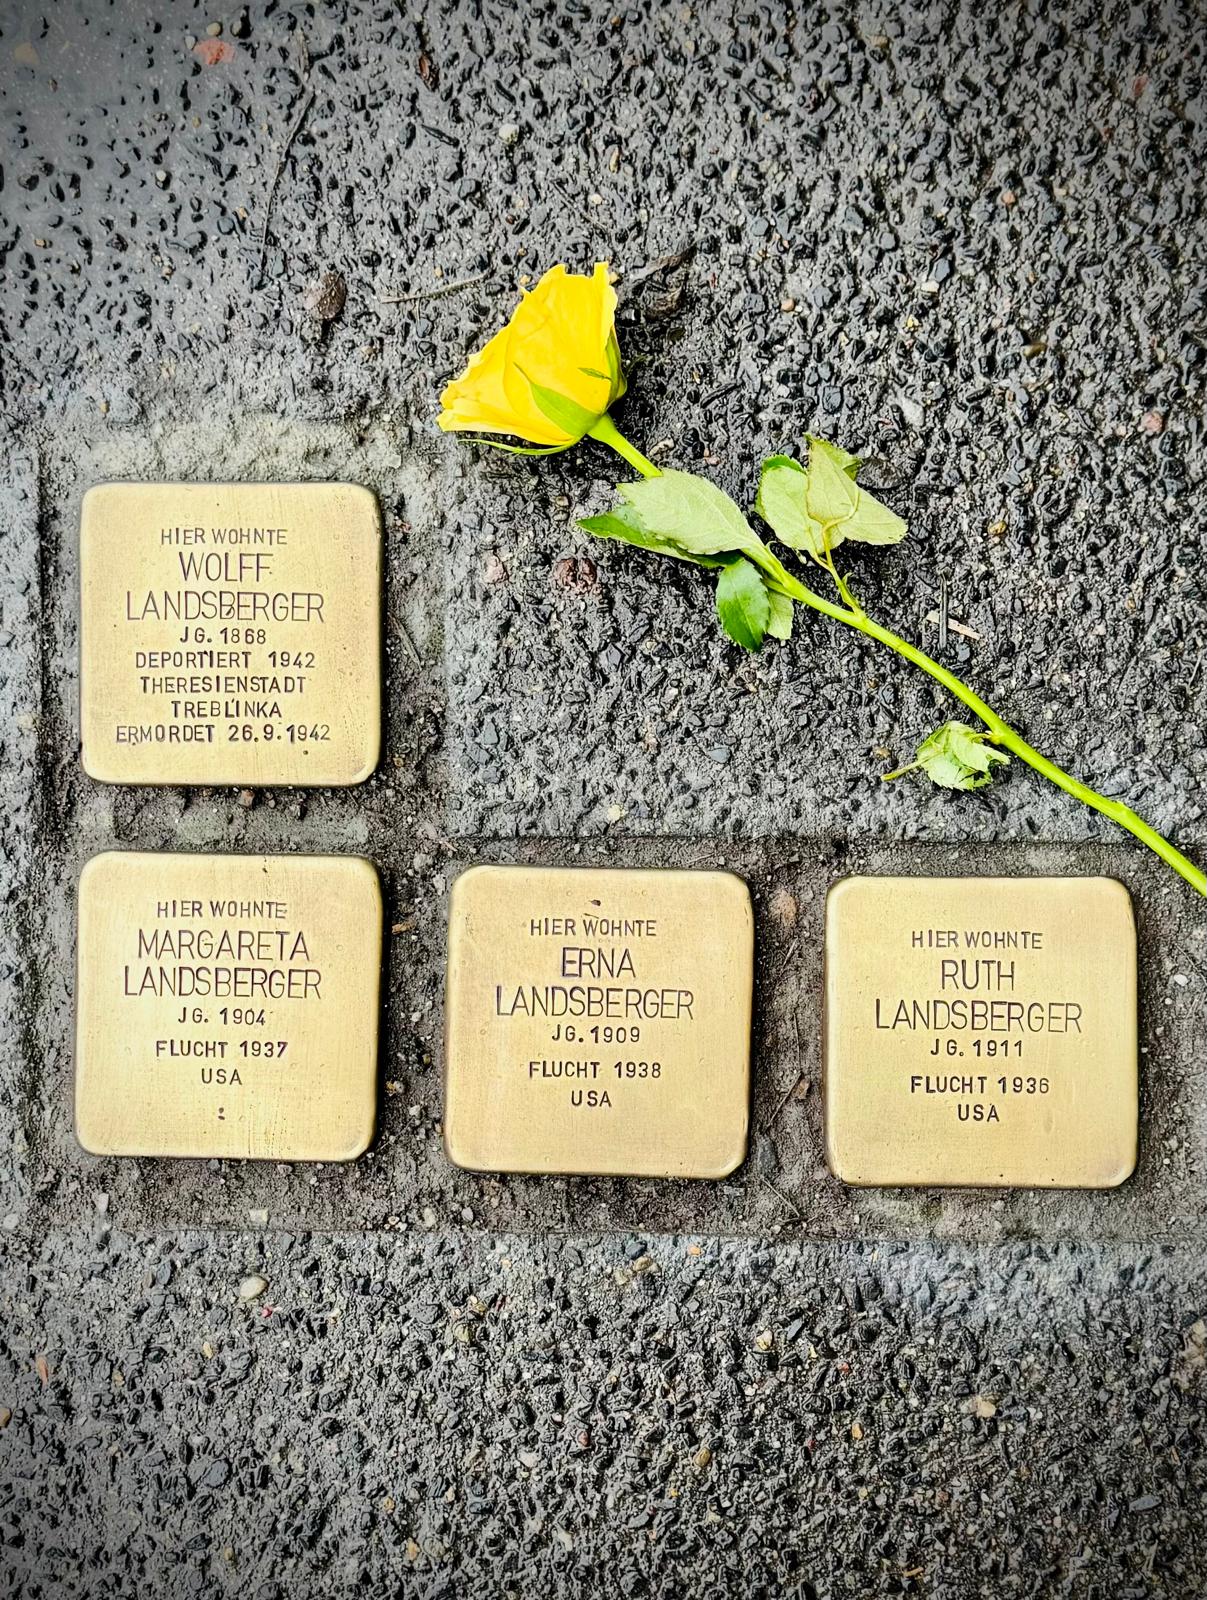 HIER WOHNTE
WOLFF
LANDSBERGER
JG. 1868
DEPORTIERT 1942
THERESIENSTADT
TREBLINKA
ERMORDET 26.9.1942
HIER WOHNTE
MARGARETA
LANDSBERGER
JG. 1904
FLUCHT 1937
USA
HIER WOHNTE
ERNA
LANDSBERGER
JG. 1909
FLUCHT 1938
USA
HIER WOHNTE
RUTH
LANDSBERGER
JG. 1911
FLUCHT 1936
USA